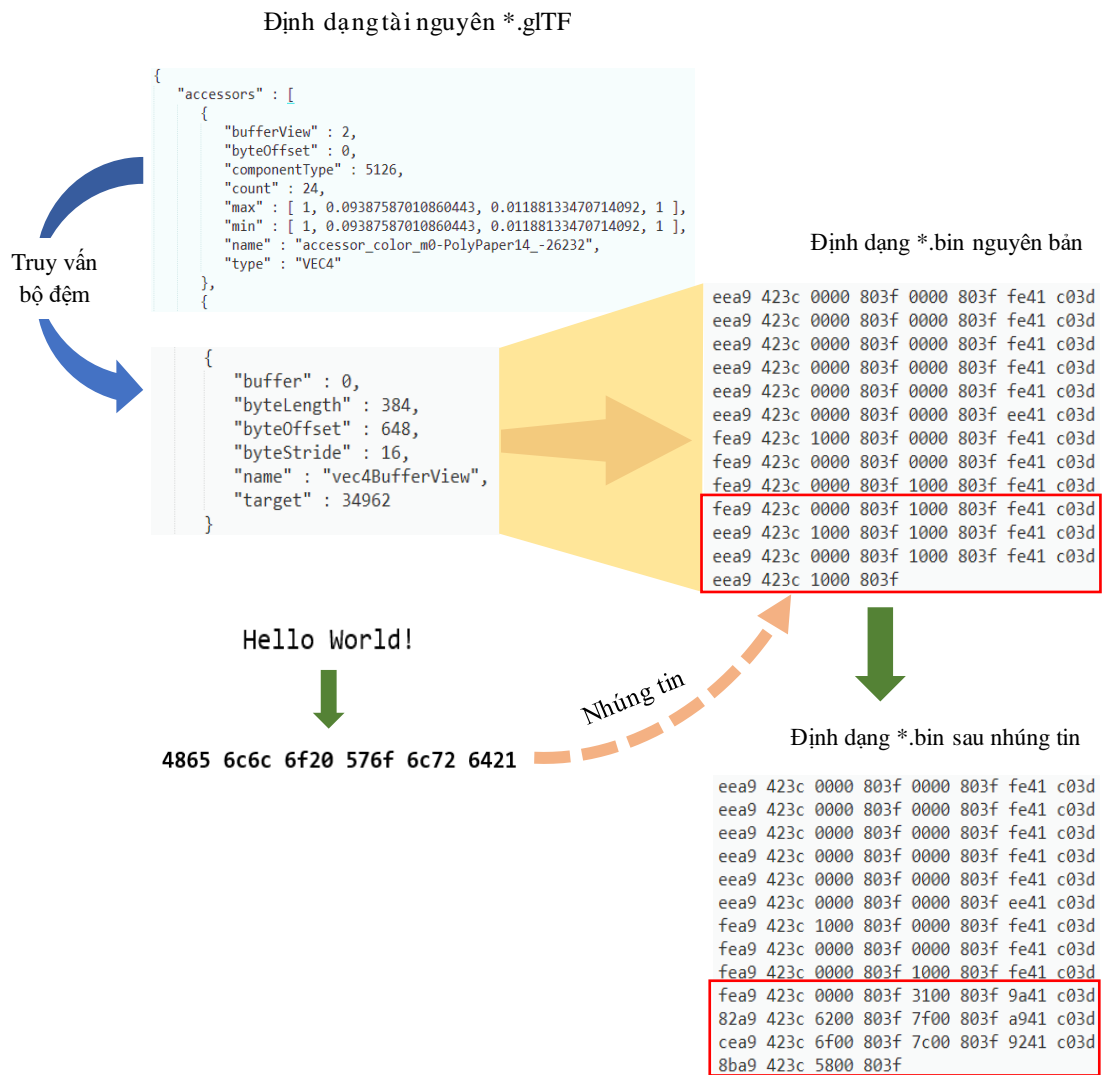 Định dạng tài nguyên *.glTF
{
"accessors" : [
{
"bufferView" : 2,
"byteOffset" : 0,
"componentType" : 5126,
"count" : 24,
"max" : [ 1, 0.09387587010860443, 0.01188133470714092, 1 ],
"min" : [ 1, 0.09387587010860443, 0.01188133470714092, 1 ],
"name" : "accessor_color_m0-PolyPaper14_-26232",
"type" : "VEC4"
},
{
Truy vấn
bộ đệm
{
"buffer" : 0,
"byteLength" : 384,
"byteOffset" : 648,
"byteStride" : 16,
"name" : "vec4BufferView",
"target" : 34962
}
Định dạng *.bin nguyên bản
eea9 423c 0000 803f 0000 803f fe41 c03d
eea9 423c 0000 803f 0000 803f fe41 c03d
eea9 423c 0000 803f 0000 803f fe41 c03d
eea9 423c 0000 803f 0000 803f fe41 c03d
eea9 423c 0000 803f 0000 803f fe41 c03d
eea9 423c 0000 803f 0000 803f ee41 c03d
fea9 423c 1000 803f 0000 803f fe41 c03d
fea9 423c 0000 803f 0000 803f fe41 c03d
fea9 423c 0000 803f 1000 803f fe41 c03d
fea9 423c 0000 803f 1000 803f fe41 c03d
eea9 423c 1000 803f 1000 803f fe41 c03d
eea9 423c 0000 803f 1000 803f fe41 c03d
eea9 423c 1000 803f
Hello World!
4865 6c6c 6f20 576f 6c72 6421
Nhúng tin
Định dạng *.bin sau nhúng tin
eea9 423c 0000 803f 0000 803f fe41 c03d
eea9 423c 0000 803f 0000 803f fe41 c03d
eea9 423c 0000 803f 0000 803f fe41 c03d
eea9 423c 0000 803f 0000 803f fe41 c03d
eea9 423c 0000 803f 0000 803f fe41 c03d
eea9 423c 0000 803f 0000 803f ee41 c03d
fea9 423c 1000 803f 0000 803f fe41 c03d
fea9 423c 0000 803f 0000 803f fe41 c03d
fea9 423c 0000 803f 1000 803f fe41 c03d
fea9 423c 0000 803f 3100 803f 9a41 c03d
82a9 423c 6200 803f 7f00 803f a941 c03d
cea9 423c 6f00 803f 7c00 803f 9241 c03d
8ba9 423c 5800 803f